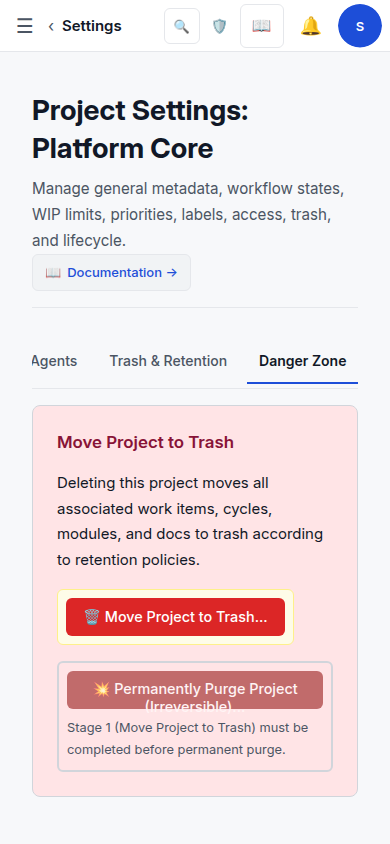 ‹ Settings
S
Project Settings:
Platform Core
Manage general metadata, workflow states,
WIP limits, priorities, labels, access, trash,
and lifecycle.
Documentation →
Agents Trash & Retention Danger Zone
Move Project to Trash
Deleting this project moves all
associated work items, cycles,
modules, and docs to trash according
to retention policies.
Move Project to Trash...
Permanently Purge Project
(Irreversible)...
Stage 1 (Move Project to Trash) must be
completed before permanent purge.